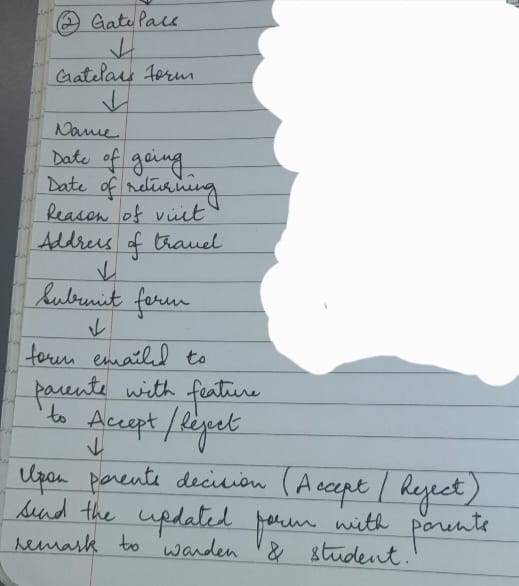 ② GatePass
↓
GatePass form
↓
Name
Date of going
Date of returning
Reason of visit
Address of travel
↓
Submit form
↓
form emailed to
parents with feature
to Accept/Reject
↓
Upon parents decision (Accept / Reject)
send the updated form with parents
remark to warden & student.